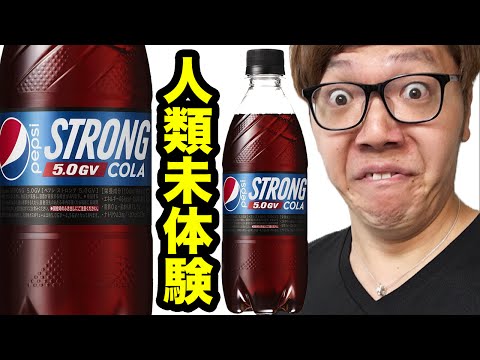 pepsi
STRONG
5.0GV COLA
人類未体験
pepsi
STRONG
5.0GV COLA